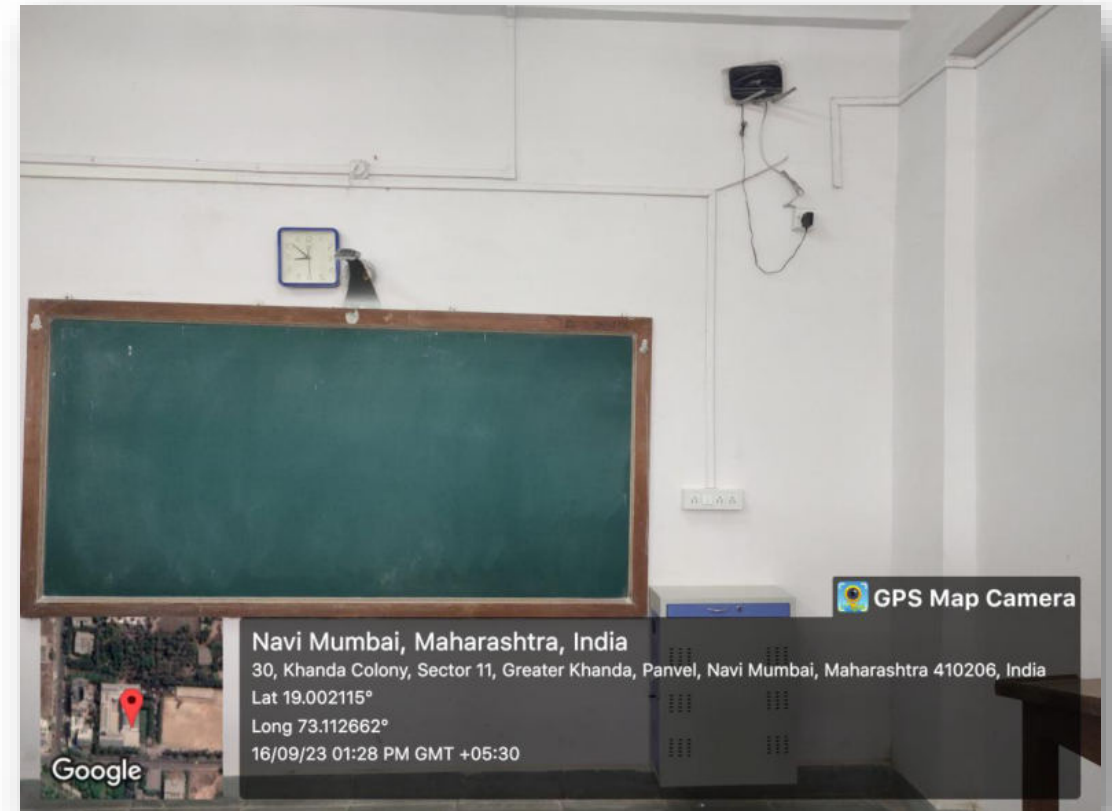 GPS Map Camera
Navi Mumbai, Maharashtra, India
30, Khanda Colony, Sector 11, Greater Khanda, Panvel, Navi Mumbai, Maharashtra 410206, India
Lat 19.002115°
Long 73.112662°
16/09/23 01:28 PM GMT +05:30
Google